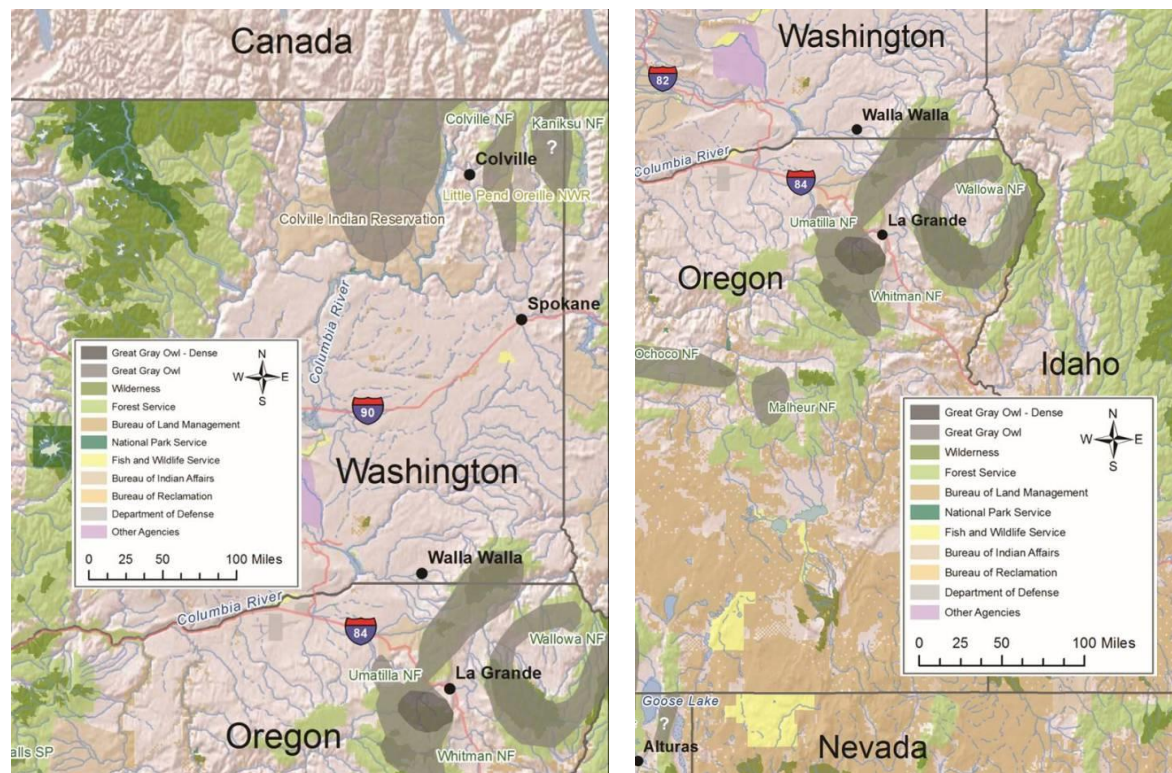 Canada
Colville NF
Kaniksu NF
?
Colville
Little Pend Oreille NWR
Colville Indian Reservation
Columbia River
Spokane
90
Great Gray Owl - Dense
Great Gray Owl
Wilderness
Forest Service
Bureau of Land Management
National Park Service
Fish and Wildlife Service
Bureau of Indian Affairs
Bureau of Reclamation
Department of Defense
Other Agencies
N
W E
S
0 25 50 100 Miles
Washington
Walla Walla
Columbia River
84
Wallowa NF
Umatilla NF
La Grande
Oregon
Whitman NF
alls SP
Washington
82
Walla Walla
Columbia River
84
Wallowa NF
Umatilla NF
La Grande
Oregon
Whitman NF
Ochoco NF
Idaho
Malheur NF
Great Gray Owl - Dense
Great Gray Owl
Wilderness
Forest Service
Bureau of Land Management
National Park Service
Fish and Wildlife Service
Bureau of Indian Affairs
Bureau of Reclamation
Department of Defense
Other Agencies
N
W E
S
0 25 50 100 Miles
Goose Lake
?
Alturas
Nevada